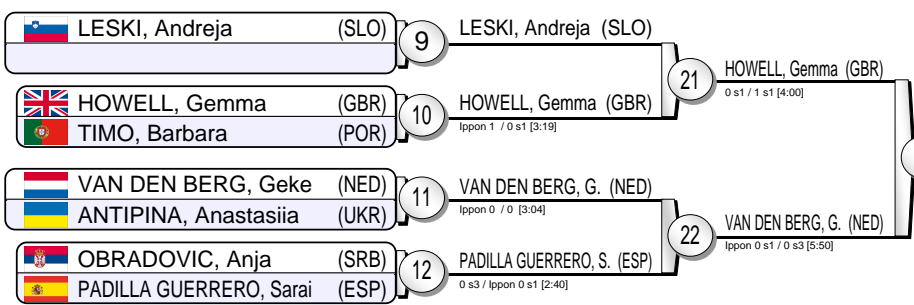 LESKI, Andreja (SLO)
9
LESKI, Andreja (SLO)
HOWELL, Gemma (GBR)
TIMO, Barbara (POR)
10
HOWELL, Gemma (GBR)
Ippon 1 / 0 s1 [3:19]
21
HOWELL, Gemma (GBR)
0 s1 / 1 s1 [4:00]
VAN DEN BERG, Geke (NED)
ANTIPINA, Anastasiia (UKR)
11
VAN DEN BERG, G. (NED)
Ippon 0 / 0 [3:04]
OBRADOVIC, Anja (SRB)
PADILLA GUERRERO, Sarai (ESP)
12
PADILLA GUERRERO, S. (ESP)
0 s3 / Ippon 0 s1 [2:40]
22
VAN DEN BERG, G. (NED)
Ippon 0 s1 / 0 s3 [5:50]